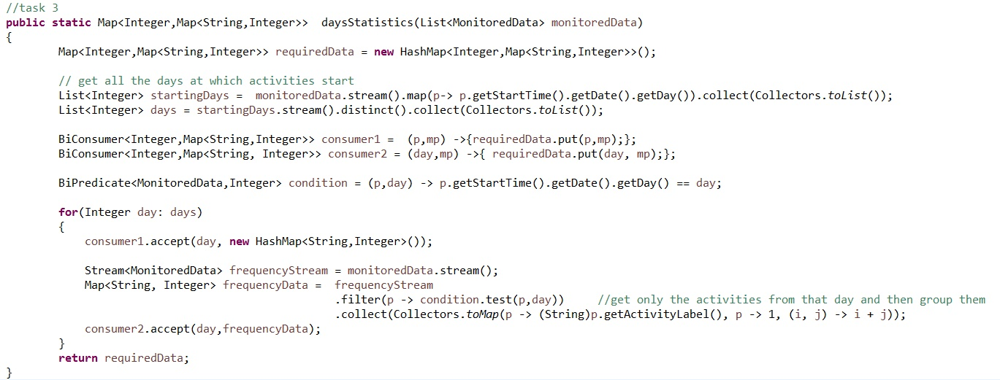 //task 3
public static Map<Integer,Map<String,Integer>>  daysStatistics(List<MonitoredData> monitoredData)
{
        Map<Integer,Map<String,Integer>> requiredData = new HashMap<Integer,Map<String,Integer>>();

        // get all the days at which activities start
        List<Integer> startingDays =  monitoredData.stream().map(p-> p.getStartTime().getDate().getDay()).collect(Collectors.toList());
        List<Integer> days = startingDays.stream().distinct().collect(Collectors.toList());

        BiConsumer<Integer,Map<String,Integer>> consumer1 =  (p,mp) ->{requiredData.put(p,mp);};
        BiConsumer<Integer,Map<String, Integer>> consumer2 = (day,mp) ->{ requiredData.put(day, mp);};

        BiPredicate<MonitoredData,Integer> condition = (p,day) -> p.getStartTime().getDate().getDay() == day;

        for(Integer day: days)
        {
            consumer1.accept(day, new HashMap<String,Integer>());

            Stream<MonitoredData> frequencyStream = monitoredData.stream();
            Map<String, Integer> frequencyData =  frequencyStream
                                                  .filter(p -> condition.test(p,day))     //get only the activities from that day and then group them
                                                  .collect(Collectors.toMap(p -> (String)p.getActivityLabel(), p -> 1, (i, j) -> i + j));
            consumer2.accept(day,frequencyData);
        }
        return requiredData;
}